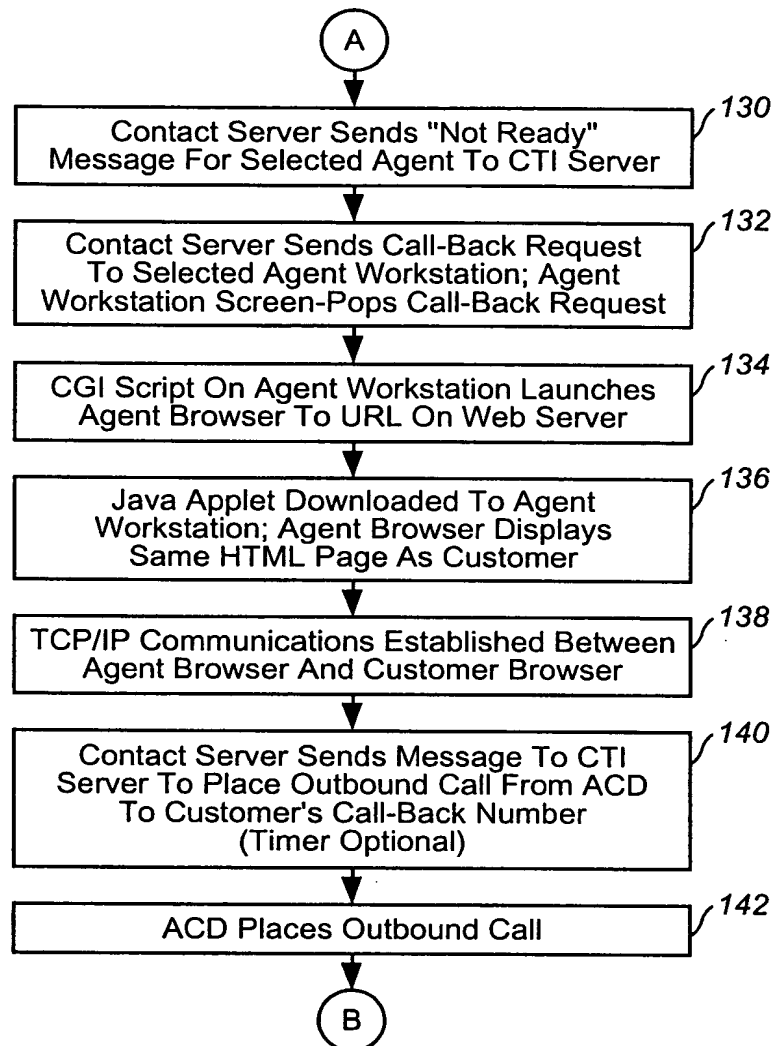 A
130
Contact Server Sends "Not Ready"
Message For Selected Agent To CTI Server
132
Contact Server Sends Call-Back Request
To Selected Agent Workstation; Agent
Workstation Screen-Pops Call-Back Request
134
CGI Script On Agent Workstation Launches
Agent Browser To URL On Web Server
136
Java Applet Downloaded To Agent
Workstation; Agent Browser Displays
Same HTML Page As Customer
138
TCP/IP Communications Established Between
Agent Browser And Customer Browser
140
Contact Server Sends Message To CTI
Server To Place Outbound Call From ACD
To Customer's Call-Back Number
(Timer Optional)
142
ACD Places Outbound Call
B